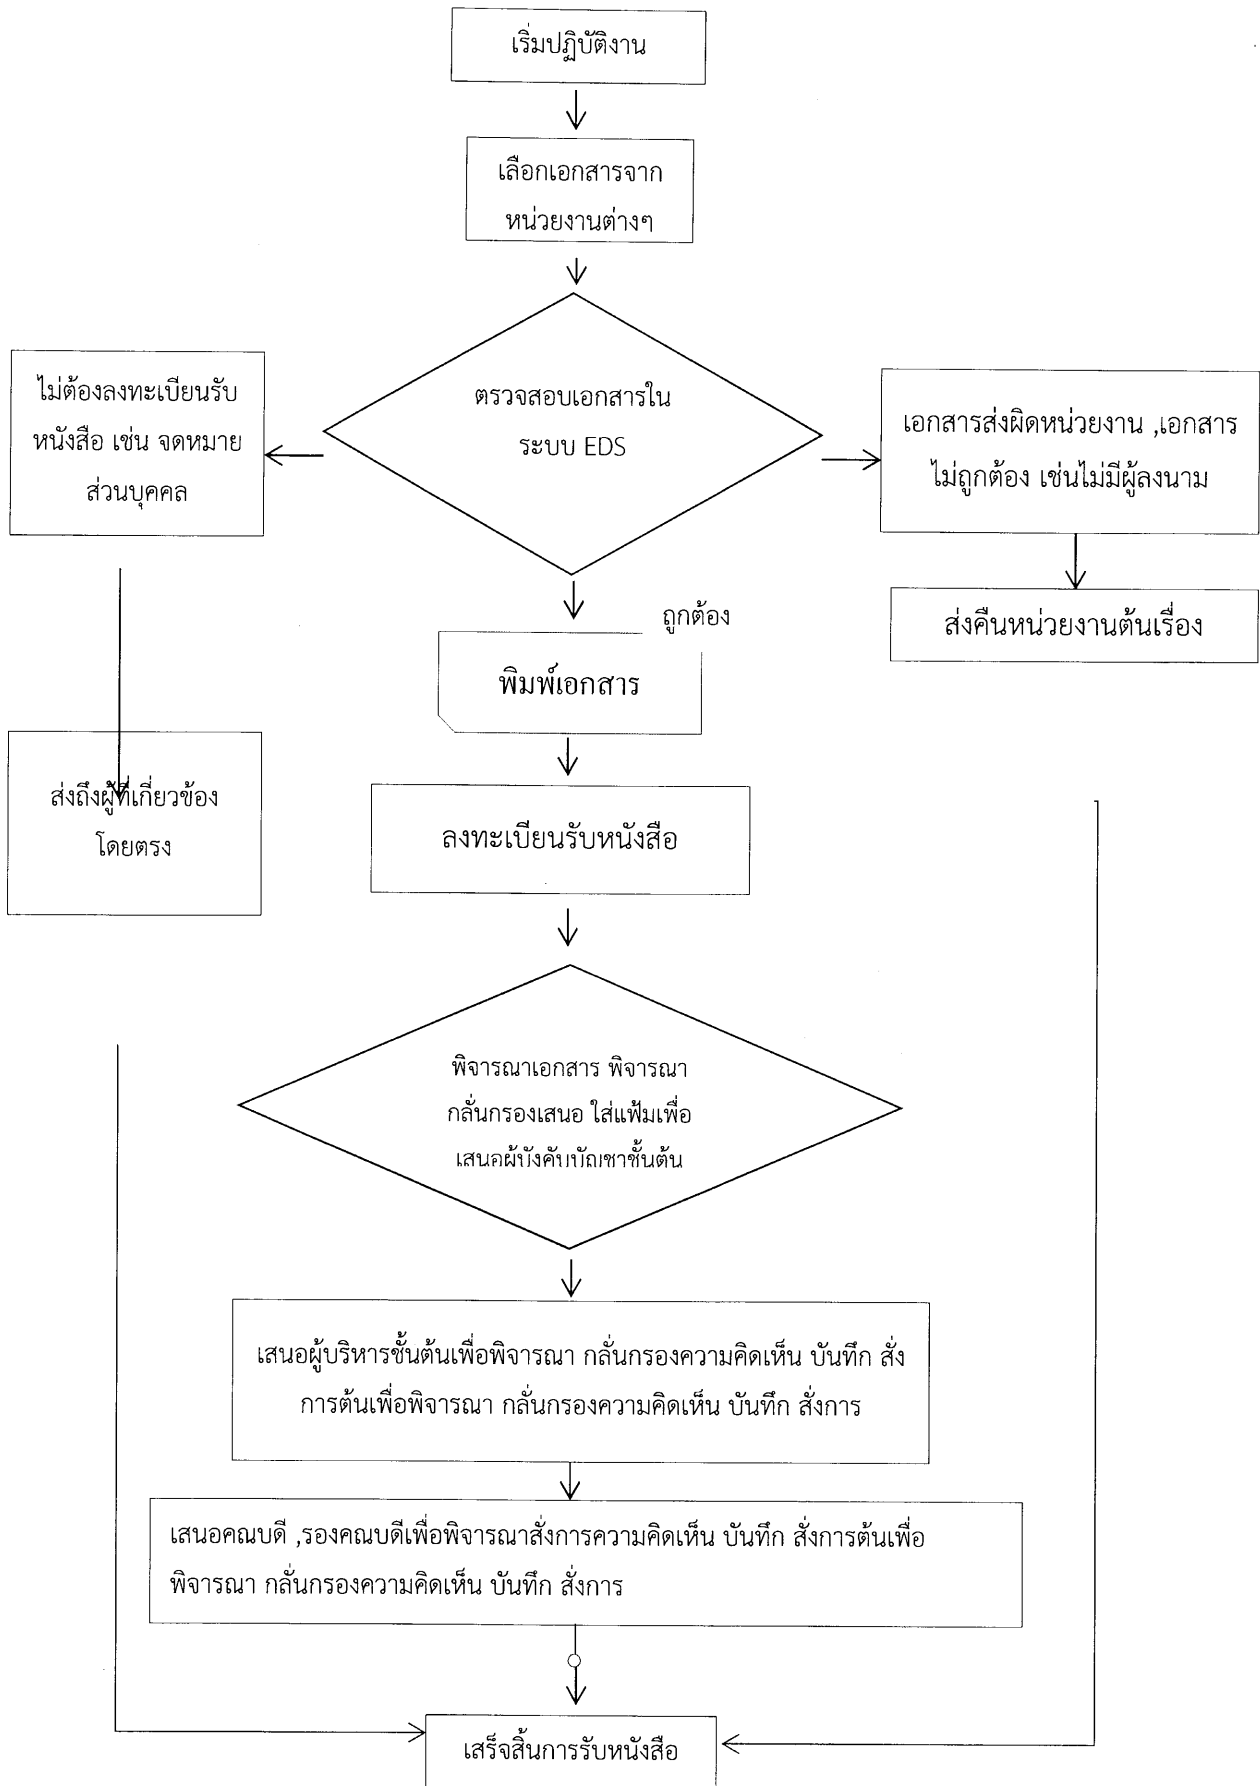 เริ่มปฏิบัติงาน
เลือกเอกสารจาก
หน่วยงานต่างๆ
ตรวจสอบเอกสารใน
ระบบ EDS
ไม่ต้องลงทะเบียนรับ
หนังสือ เช่น จดหมาย
ส่วนบุคคล
เอกสารส่งผิดหน่วยงาน ,เอกสาร
ไม่ถูกต้อง เช่นไม่มีผู้ลงนาม
ส่งคืนหน่วยงานต้นเรื่อง
ถูกต้อง
พิมพ์เอกสาร
ส่งถึงผู้ที่เกี่ยวข้อง
โดยตรง
ลงทะเบียนรับหนังสือ
พิจารณาเอกสาร พิจารณา
กลั่นกรองเสนอ ใส่แฟ้มเพื่อ
เสนอผู้บังคับบัญชาชั้นต้น
เสนอผู้บริหารชั้นต้นเพื่อพิจารณา กลั่นกรองความคิดเห็น บันทึก สั่ง
การต้นเพื่อพิจารณา กลั่นกรองความคิดเห็น บันทึก สั่งการ
เสนอคณบดี ,รองคณบดีเพื่อพิจารณาสั่งการความคิดเห็น บันทึก สั่งการต้นเพื่อ
พิจารณา กลั่นกรองความคิดเห็น บันทึก สั่งการ
เสร็จสิ้นการรับหนังสือ